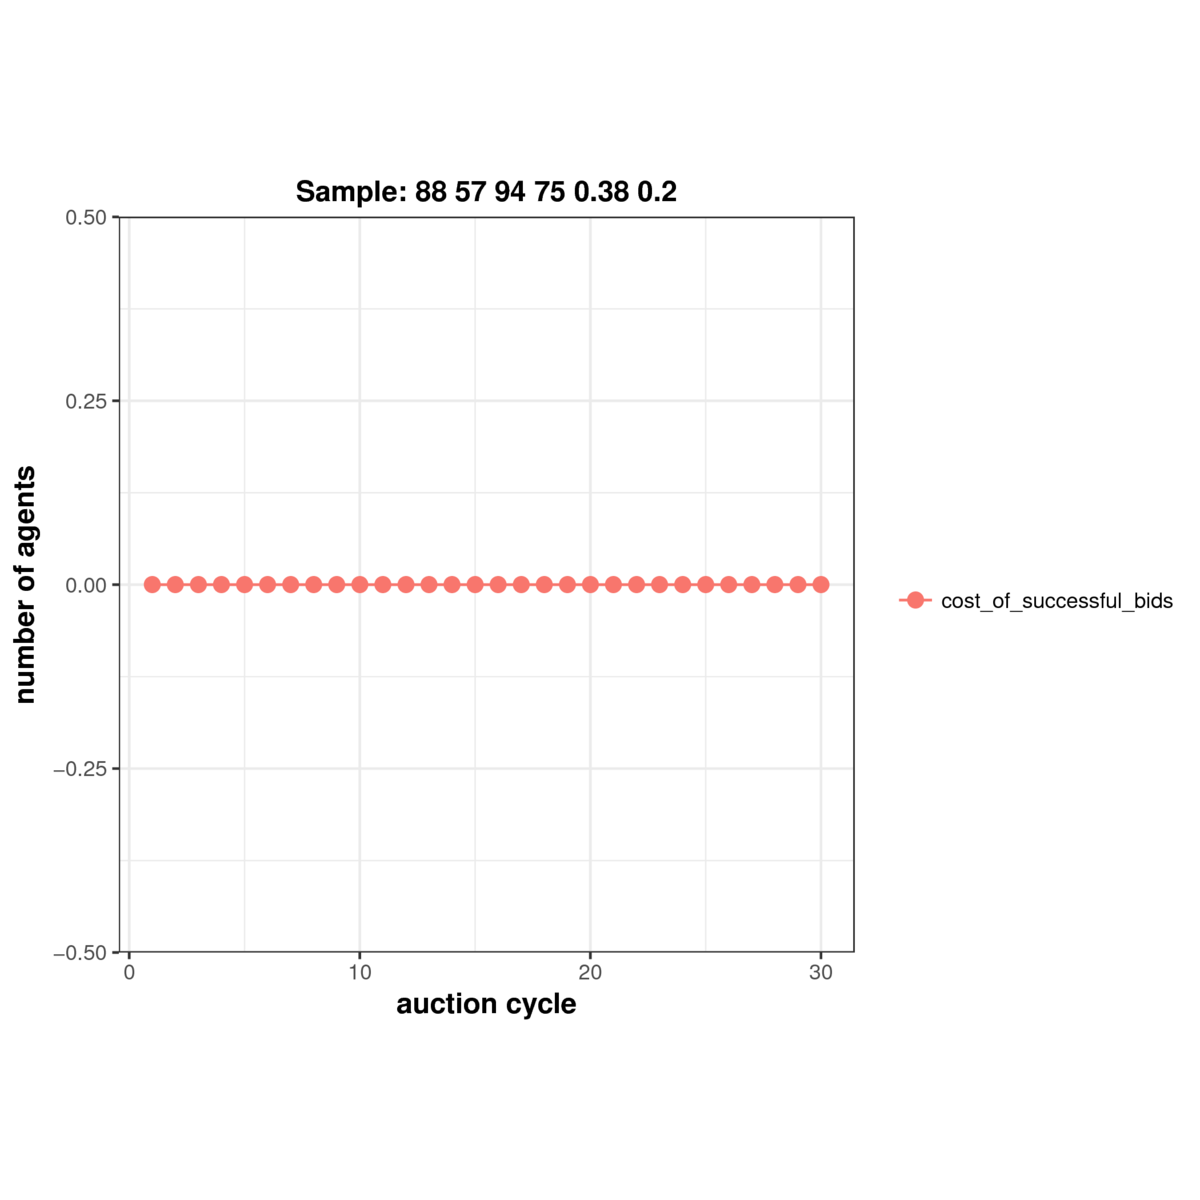 Sample: 88 57 94 75 0.38 0.2
0.50
0.25
0.00
−0.25
−0.50
number of agents
0 10 20 30
auction cycle
cost_of_successful_bids